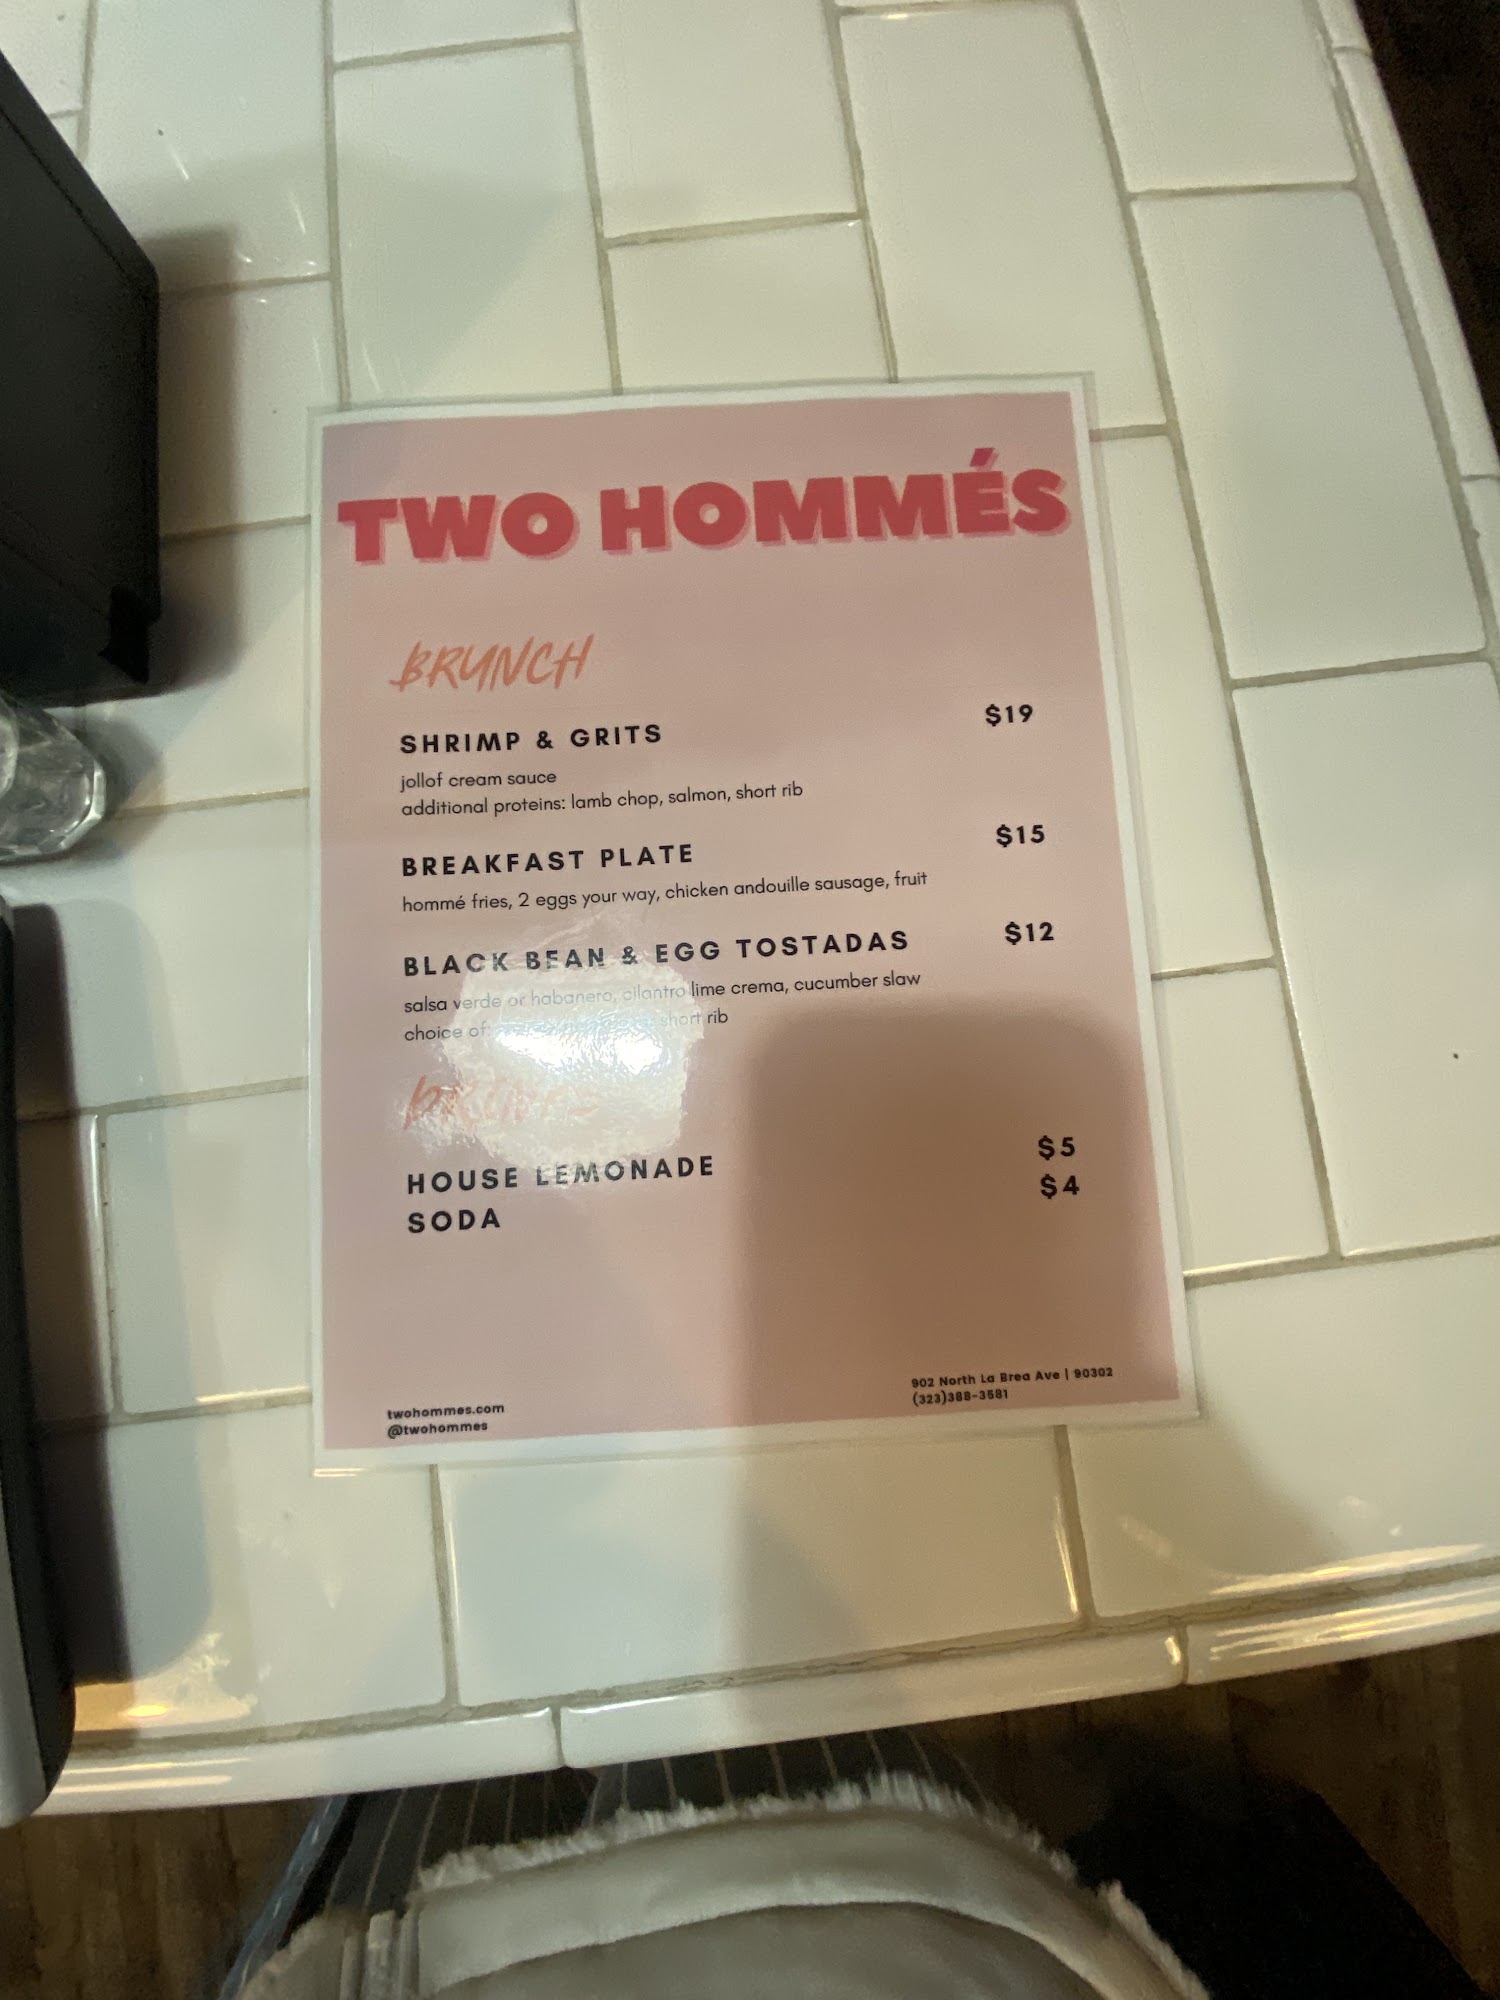 TWO HOMMÉS
BRUNCH
SHRIMP & GRITS $19
jollof cream sauce
additional proteins: lamb chop, salmon, short rib
BREAKFAST PLATE $15
hommé fries, 2 eggs your way, chicken andouille sausage, fruit
BLACK BEAN & EGG TOSTADAS $12
salsa verde or habanero, cilantro lime crema, cucumber slaw
choice of short rib
DRINKS
HOUSE LEMONADE $5
SODA $4
twohommes.com
@twohommes
902 North La Brea Ave | 90302
(323)388-3581